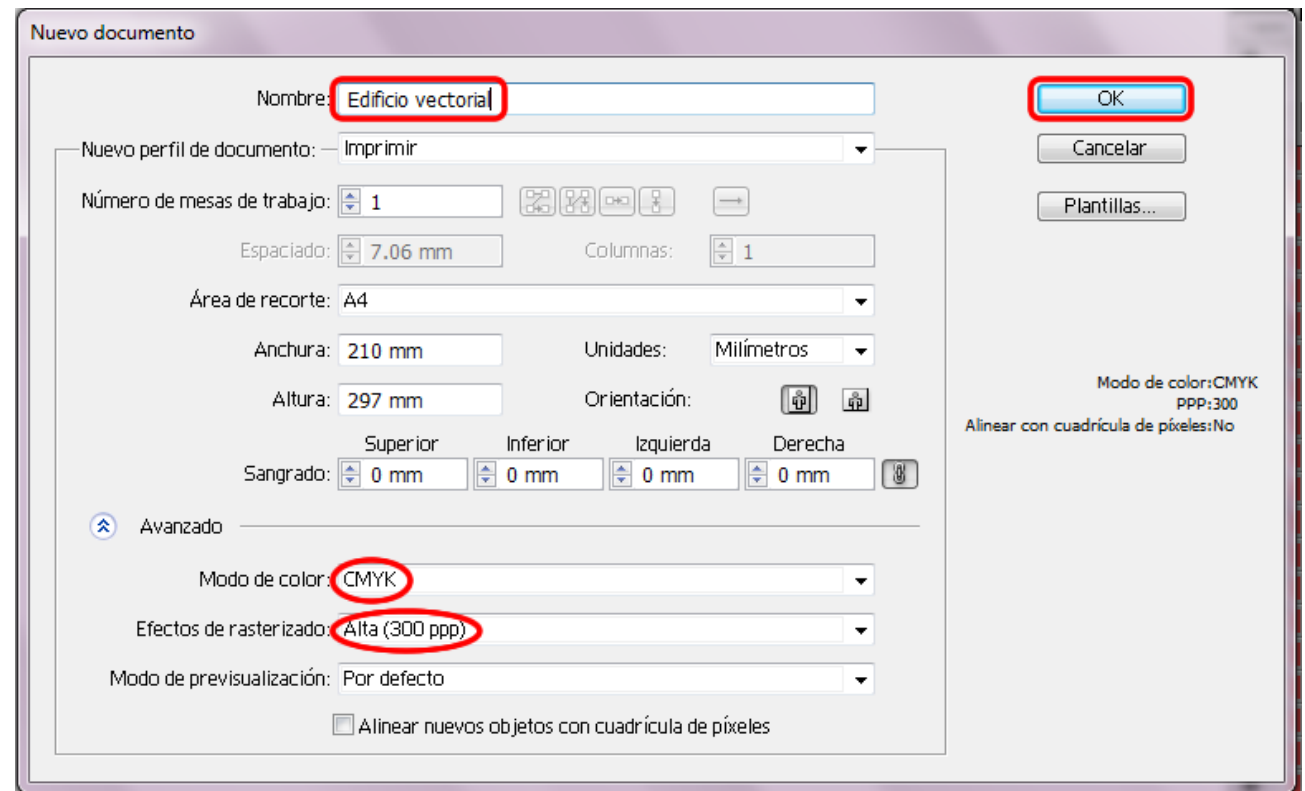 Nuevo documento
Nombre: Edificio vectorial OK
Nuevo perfil de documento: Imprimir Cancelar
Número de mesas de trabajo: 1 Plantillas...
Espaciado: 7.06 mm Columnas: 1
Área de recorte: A4
Anchura: 210 mm Unidades: Milímetros
Altura: 297 mm Orientación:
Modo de color:CMYK
PPP:300
Alinear con cuadrícula de píxeles:No
Superior Inferior Izquierda Derecha
Sangrado: 0 mm 0 mm 0 mm 0 mm
Avanzado
Modo de color: CMYK
Efectos de rasterizado: Alta (300 ppp)
Modo de previsualización: Por defecto
Alinear nuevos objetos con cuadrícula de píxeles